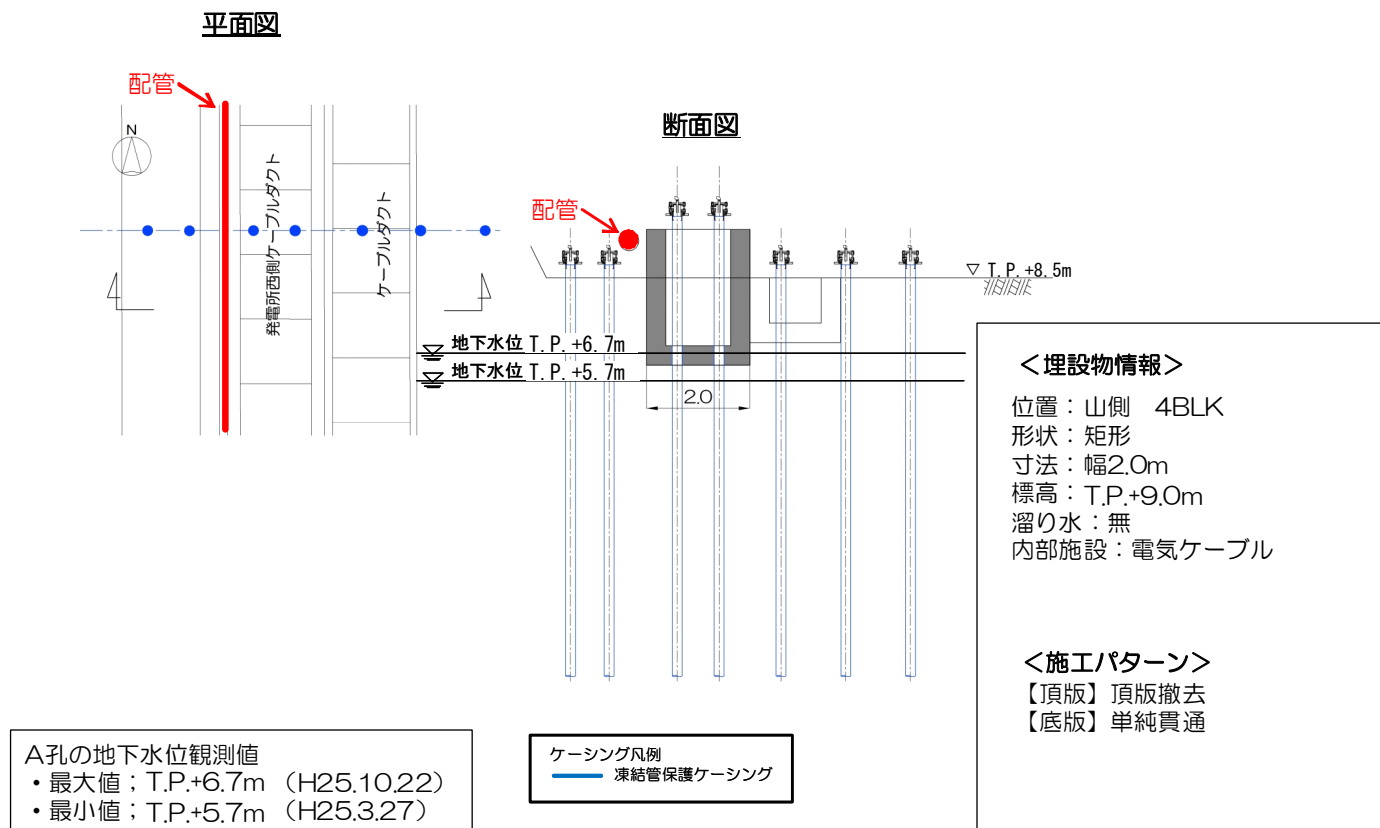 平面図
配管
N
発電所西側ケーブルダクト
ケーブルダクト
断面図
配管
▽ T.P.+8.5m
地下水位 T.P.+6.7m
地下水位 T.P.+5.7m
2.0
＜埋設物情報＞
位置：山側　4BLK
形状：矩形
寸法：幅2.0m
標高：T.P.+9.0m
溜り水：無
内部施設：電気ケーブル
＜施工パターン＞
【頂版】頂版撤去
【底版】単純貫通
A孔の地下水位観測値
・最大値；T.P.+6.7m （H25.10.22）
・最小値；T.P.+5.7m （H25.3.27）
ケーシング凡例
凍結管保護ケーシング